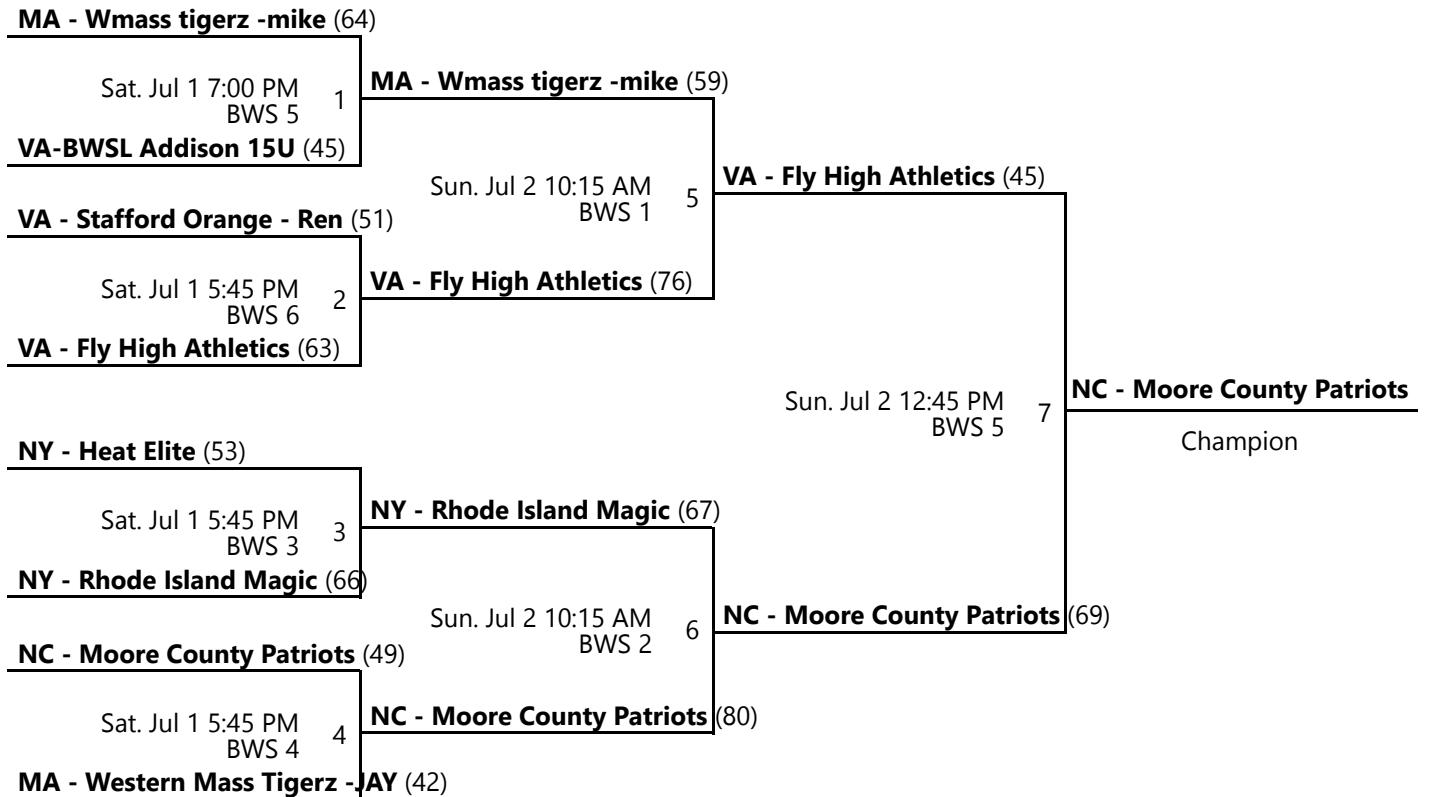 MA - Wmass tigerz -mike (64)
Sat. Jul 1 7:00 PM
BWS 5
1
VA-BWSL Addison 15U (45)
VA - Stafford Orange - Ren (51)
Sat. Jul 1 5:45 PM
BWS 6
2
VA - Fly High Athletics (63)
NY - Heat Elite (53)
Sat. Jul 1 5:45 PM
BWS 3
3
NY - Rhode Island Magic (66)
NC - Moore County Patriots (49)
Sat. Jul 1 5:45 PM
BWS 4
4
MA - Western Mass Tigerz -JAY (42)
MA - Wmass tigerz -mike (59)
Sun. Jul 2 10:15 AM
BWS 1
5
VA - Fly High Athletics (76)
NY - Rhode Island Magic (67)
Sun. Jul 2 10:15 AM
BWS 2
6
NC - Moore County Patriots (80)
VA - Fly High Athletics (45)
Sun. Jul 2 12:45 PM
BWS 5
7
NC - Moore County Patriots (69)
NC - Moore County Patriots
Champion